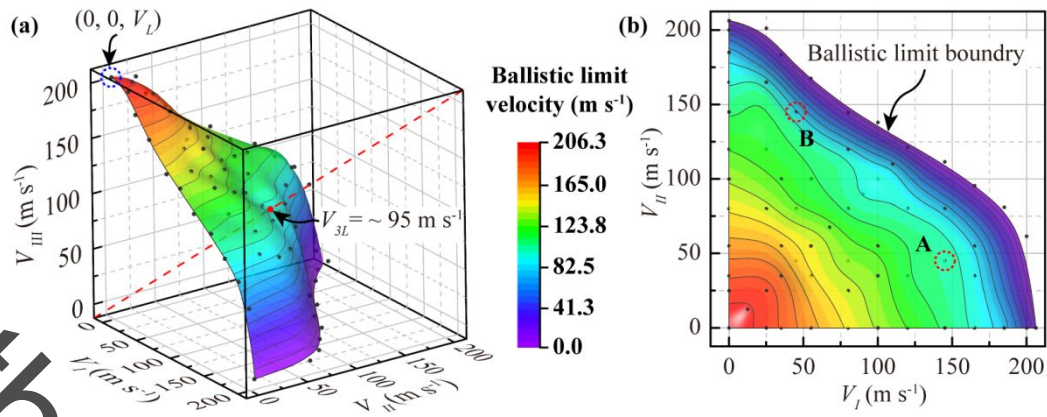 (a)
(0, 0, V_L)
V_III (m s⁻¹)
200
150
100
50
0
V_3L = ~ 95 m s⁻¹
0
50
100
150
200
V_I (m s⁻¹)
0
50
100
150
200
V_II (m s⁻¹)
Ballistic limit
velocity (m s⁻¹)
206.3
165.0
123.8
82.5
41.3
0.0
(b)
Ballistic limit boundry
B
A
V_II (m s⁻¹)
200
150
100
50
0
0
50
100
150
200
V_I (m s⁻¹)